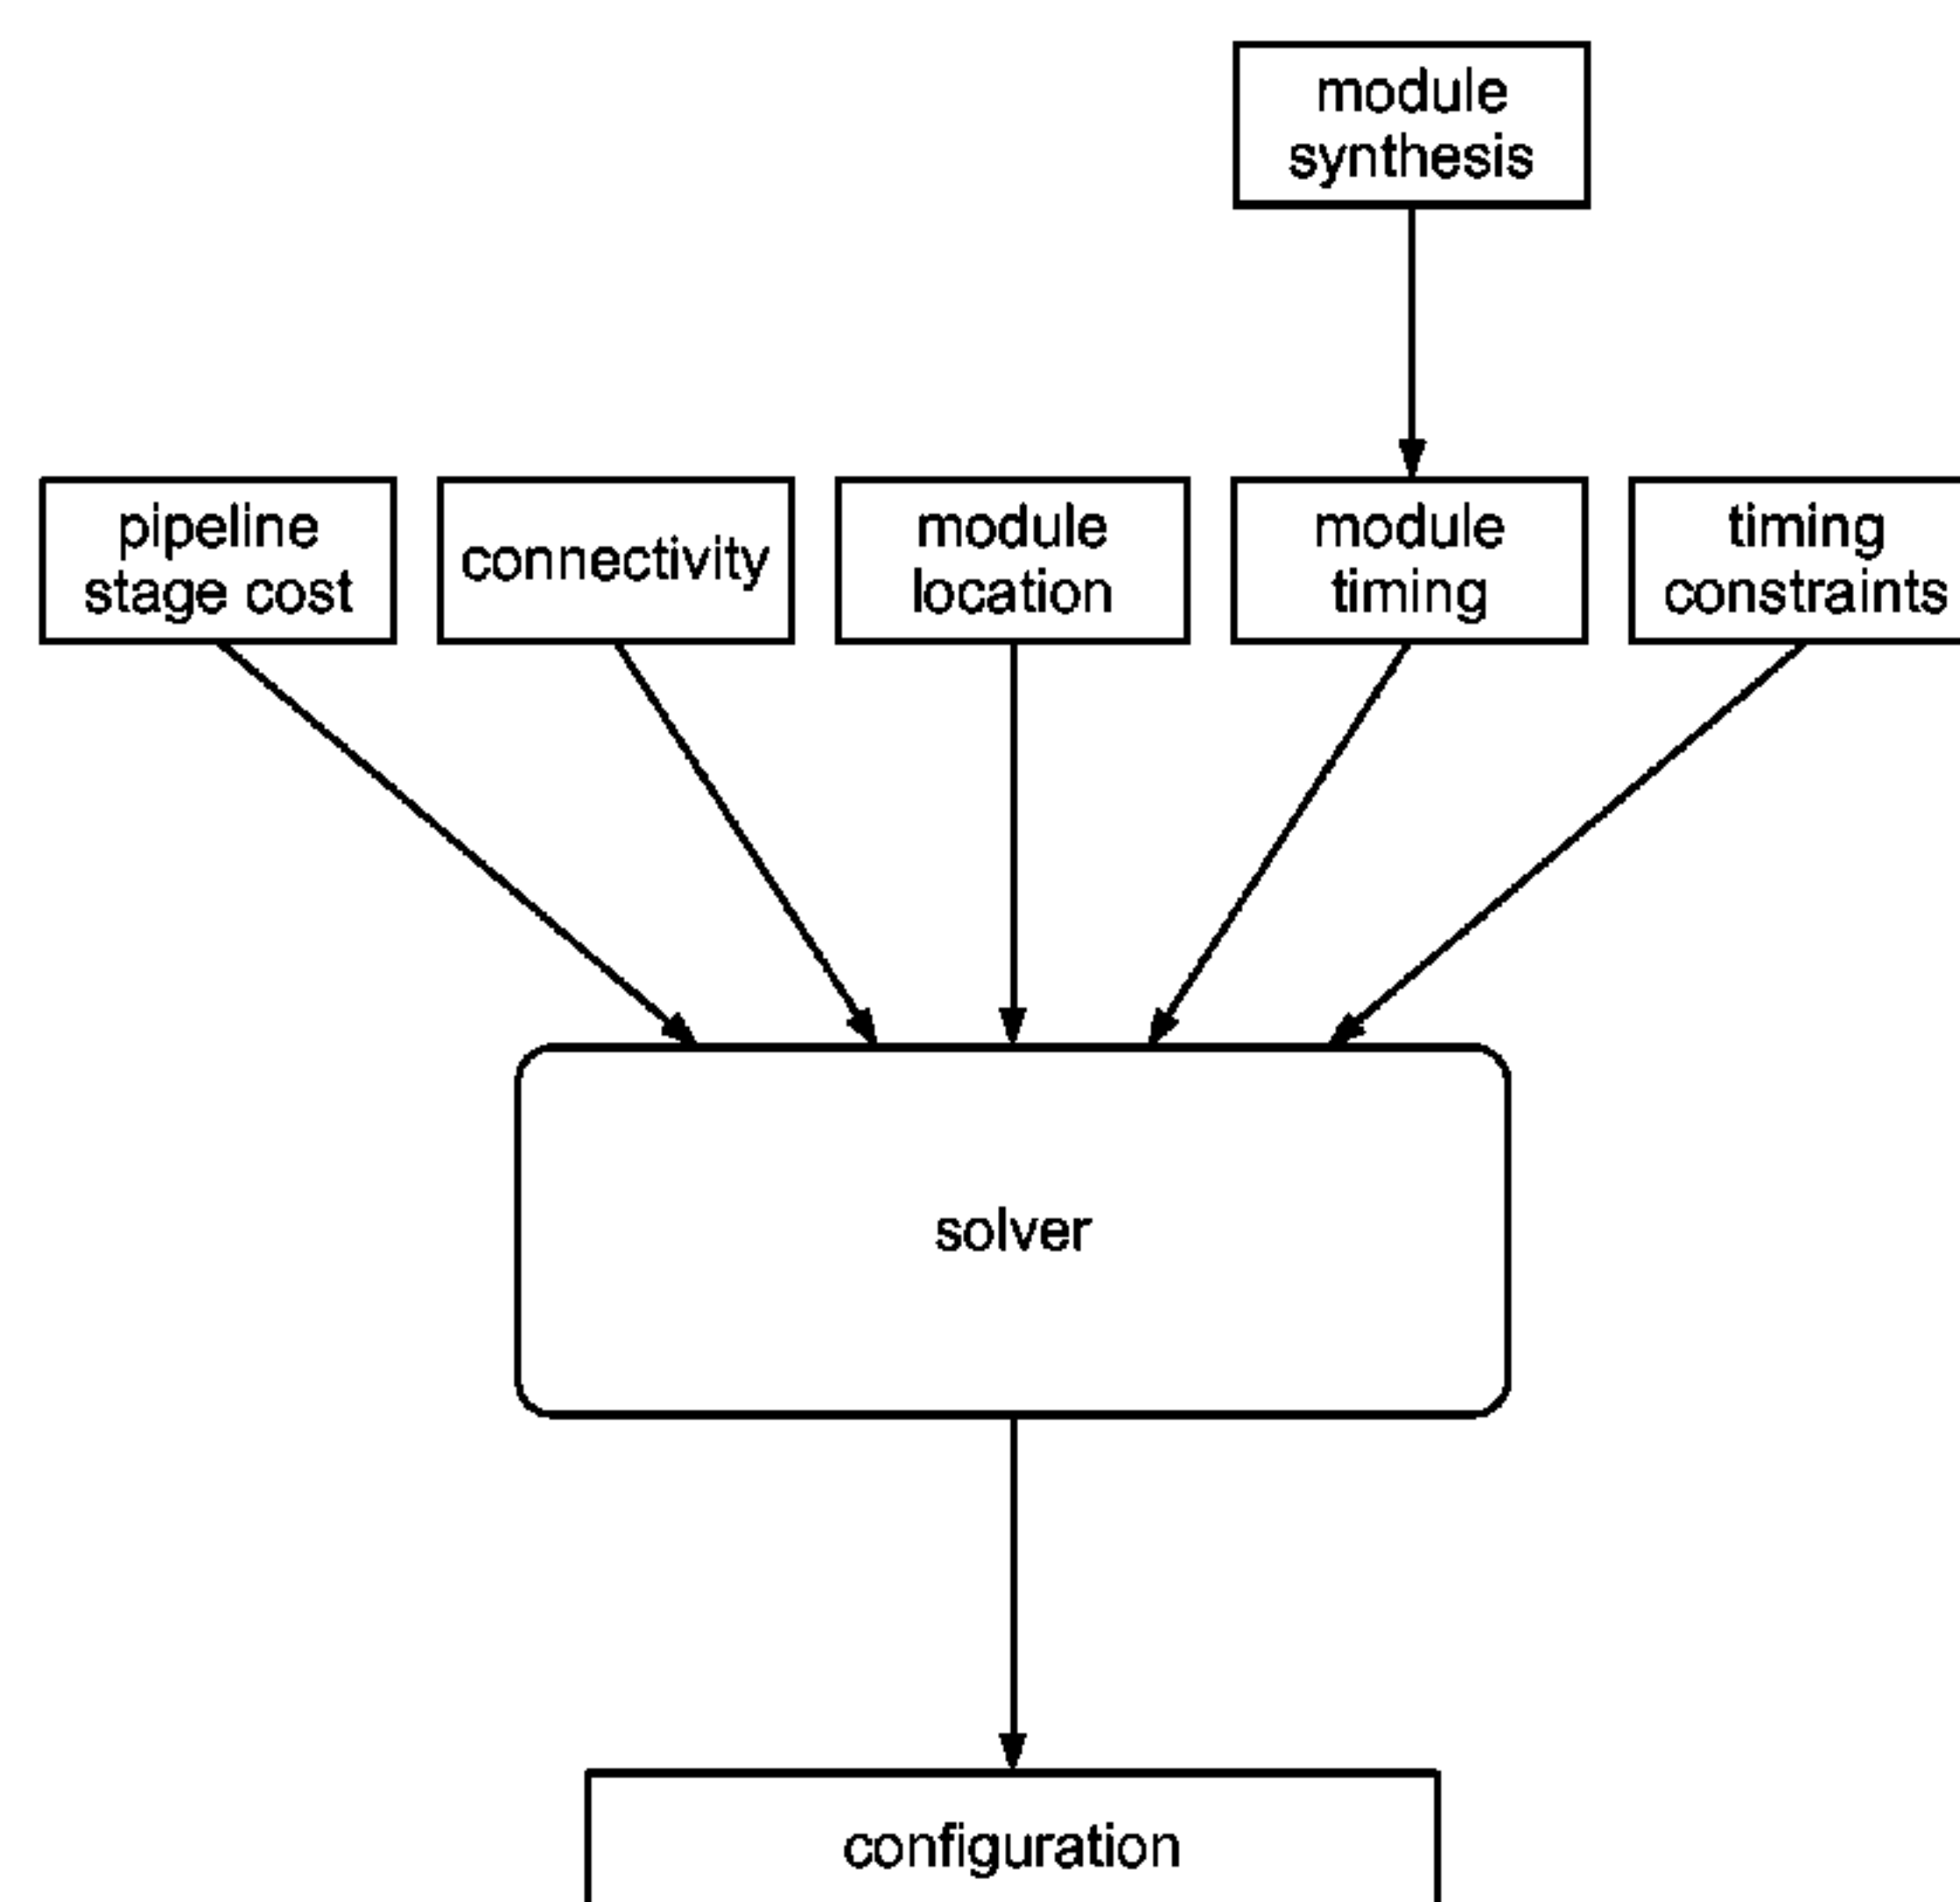 module
synthesis
pipeline
stage cost
connectivity
module
location
module
timing
timing
constraints
solver
configuration